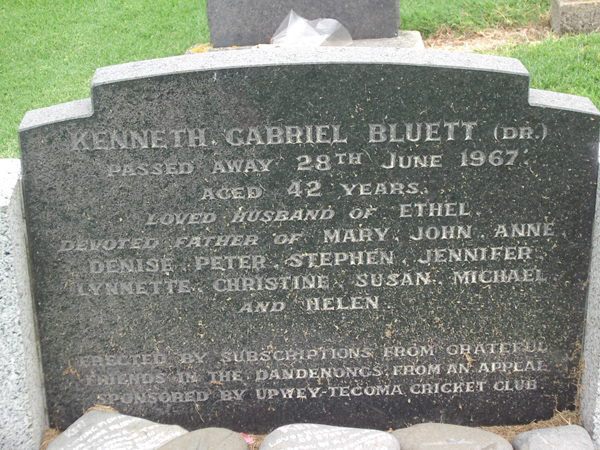 KENNETH. GABRIEL BLUETT (DR.)
PASSED AWAY 28TH JUNE 1967.
AGED 42 YEARS.
LOVED HUSBAND OF ETHEL.
DEVOTED FATHER OF MARY. JOHN. ANNE.
DENISE. PETER. STEPHEN. JENNIFER.
LYNNETTE. CHRISTINE. SUSAN. MICHAEL
AND HELEN.
ERECTED BY SUBSCRIPTIONS FROM GRATEFUL
FRIENDS IN THE DANDENONGS, FROM AN APPEAL
SPONSORED BY UPWEY-TECOMA CRICKET CLUB